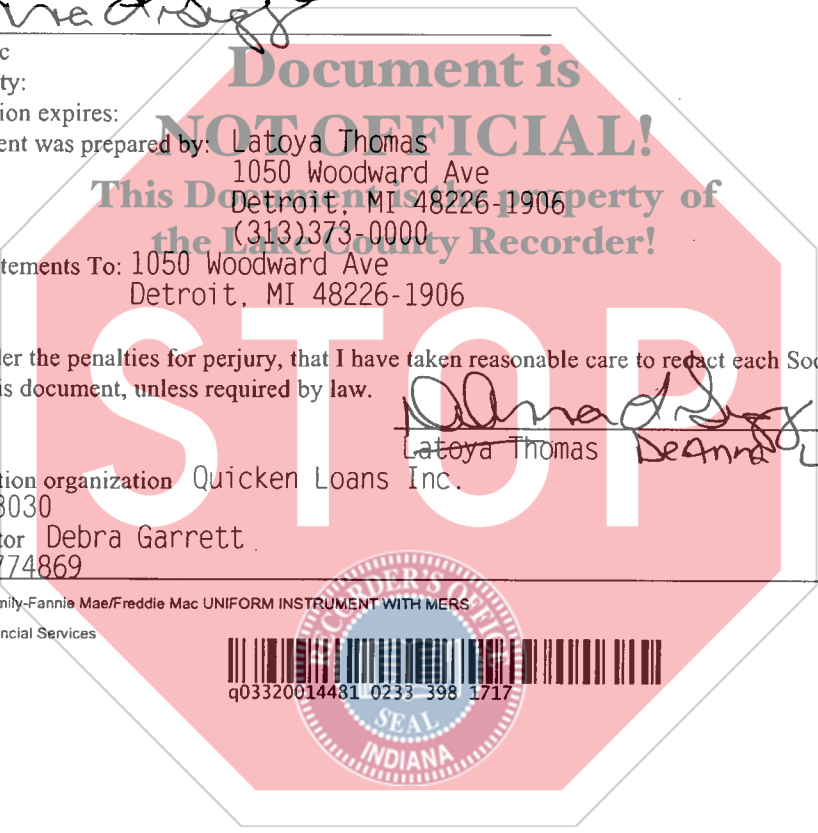 Document is
c
ty:
NOT OFFICIAL!
ion expires:
ent was prepared by: Latoya Thomas
1050 Woodward Ave
This Document is the property of
Detroit, MI 48226-1906
the Lake County Recorder!
(313)373-0000
tements To: 1050 Woodward Ave
Detroit, MI 48226-1906
STOP
er the penalties for perjury, that I have taken reasonable care to redact each Soc
is document, unless required by law.
Latoya Thomas DeAnna
tion organization Quicken Loans Inc.
3030
tor Debra Garrett
774869
mily-Fannie Mae/Freddie Mac UNIFORM INSTRUMENT WITH MERS
ncial Services
RECORDER'S OFFICE
q03320014481 0233 398 1717
SEAL
INDIANA